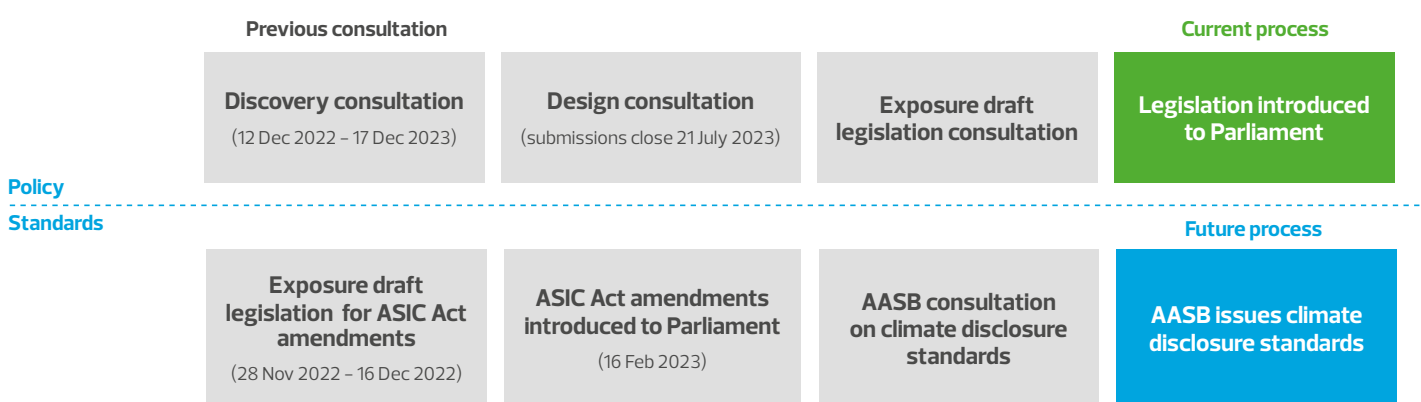 Previous consultation
Current process
Discovery consultation
(12 Dec 2022 – 17 Dec 2023)
Design consultation
(submissions close 21 July 2023)
Exposure draft
legislation consultation
Legislation introduced
to Parliament
Policy
Standards
Future process
Exposure draft
legislation for ASIC Act
amendments
(28 Nov 2022 – 16 Dec 2022)
ASIC Act amendments
introduced to Parliament
(16 Feb 2023)
AASB consultation
on climate disclosure
standards
AASB issues climate
disclosure standards